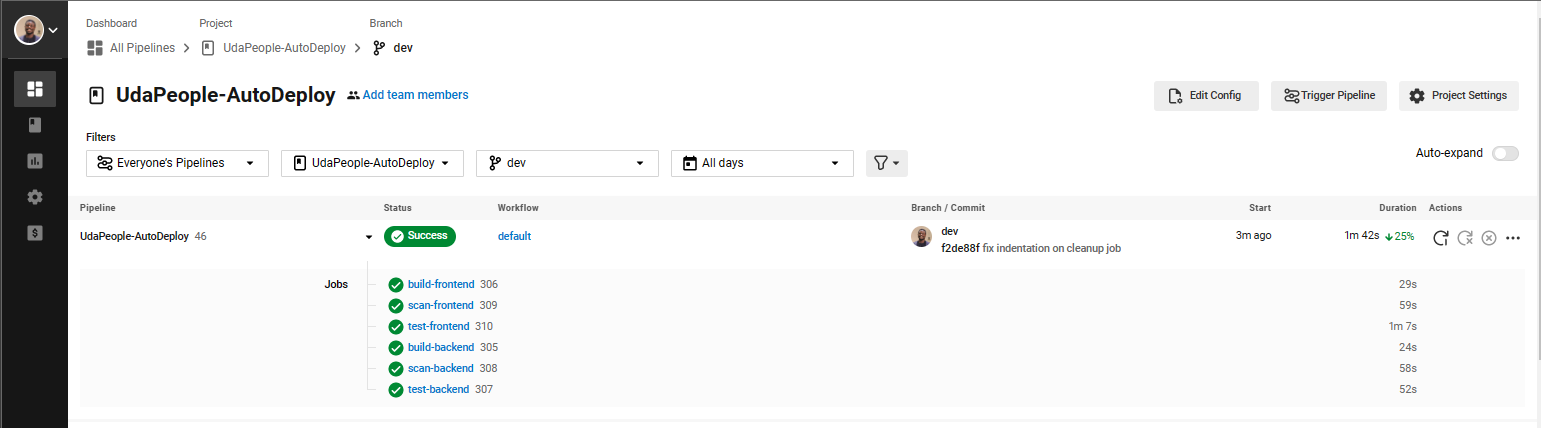 Dashboard Project Branch
All Pipelines UdaPeople-AutoDeploy dev
UdaPeople-AutoDeploy Add team members Edit Config Trigger Pipeline Project Settings
Filters
Everyone's Pipelines UdaPeople-AutoDeploy dev All days Auto-expand
Pipeline Status Workflow Branch / Commit Start Duration Actions
UdaPeople-AutoDeploy 46 Success default dev 3m ago 1m 42s 25%
f2de88f fix indentation on cleanup job
Jobs build-frontend 306 29s
scan-frontend 309 59s
test-frontend 310 1m 7s
build-backend 305 24s
scan-backend 308 58s
test-backend 307 52s